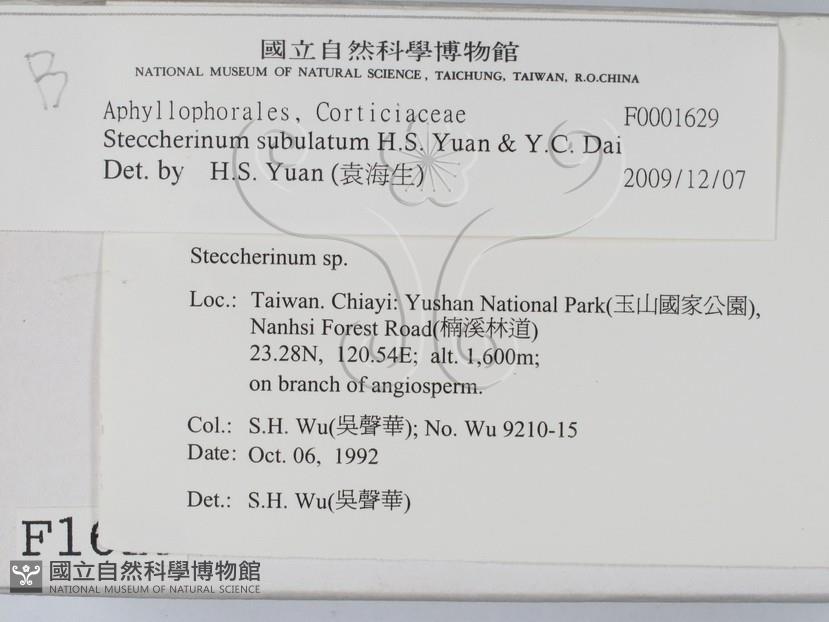 B
國立自然科學博物館
NATIONAL MUSEUM OF NATURAL SCIENCE, TAICHUNG, TAIWAN, R.O.CHINA
Aphyllophorales, Corticiaceae F0001629
Steccherinum subulatum H.S. Yuan & Y.C. Dai
Det. by H.S. Yuan (袁海生) 2009/12/07
Steccherinum sp.
Loc.: Taiwan. Chiayi: Yushan National Park(玉山國家公園),
Nanhsi Forest Road(楠溪林道)
23.28N, 120.54E; alt. 1,600m;
on branch of angiosperm.
Col.: S.H. Wu(吳聲華); No. Wu 9210-15
Date: Oct. 06, 1992
Det.: S.H. Wu(吳聲華)
國立自然科學博物館
NATIONAL MUSEUM OF NATURAL SCIENCE